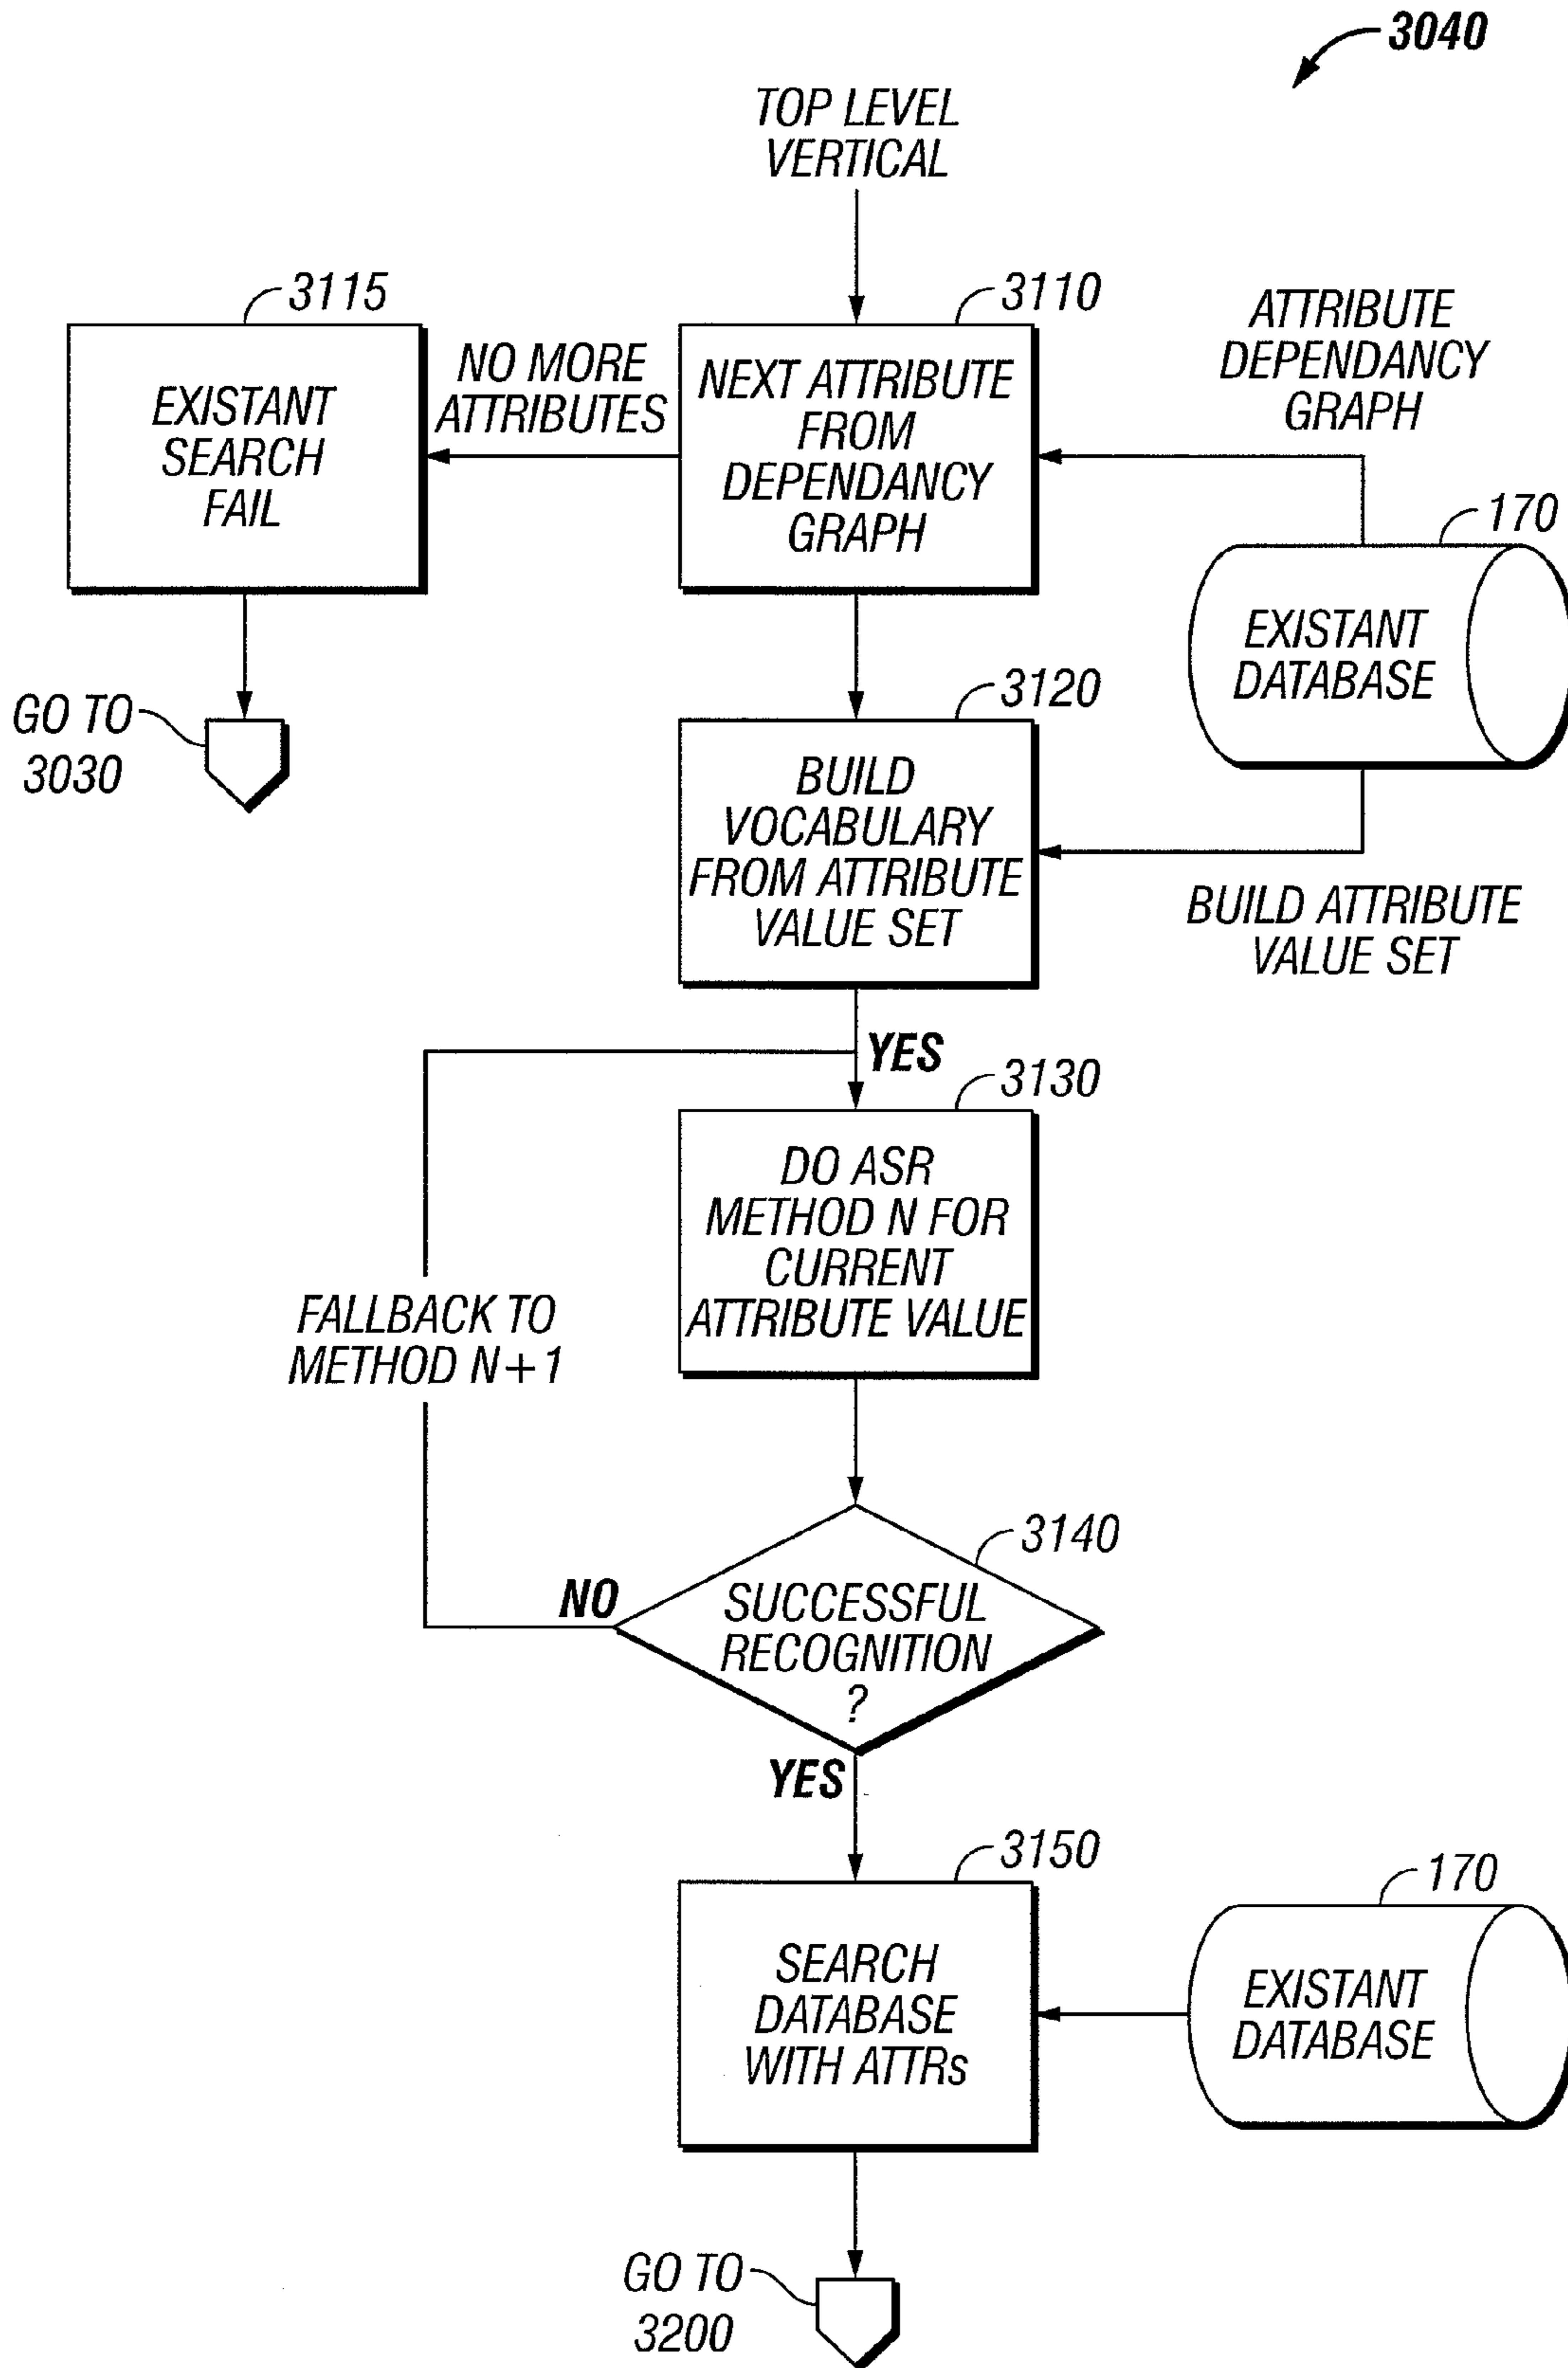 3040
TOP LEVEL
VERTICAL
3115
3110
ATTRIBUTE
DEPENDANCY
GRAPH
EXISTANT
SEARCH
FAIL
NO MORE
ATTRIBUTES
NEXT ATTRIBUTE
FROM
DEPENDANCY
GRAPH
170
EXISTANT
DATABASE
GO TO
3030
3120
BUILD
VOCABULARY
FROM ATTRIBUTE
VALUE SET
BUILD ATTRIBUTE
VALUE SET
YES
3130
DO ASR
METHOD N FOR
CURRENT
ATTRIBUTE VALUE
FALLBACK TO
METHOD N+1
3140
NO
SUCCESSFUL
RECOGNITION
?
YES
3150
170
SEARCH
DATABASE
WITH ATTRs
EXISTANT
DATABASE
GO TO
3200